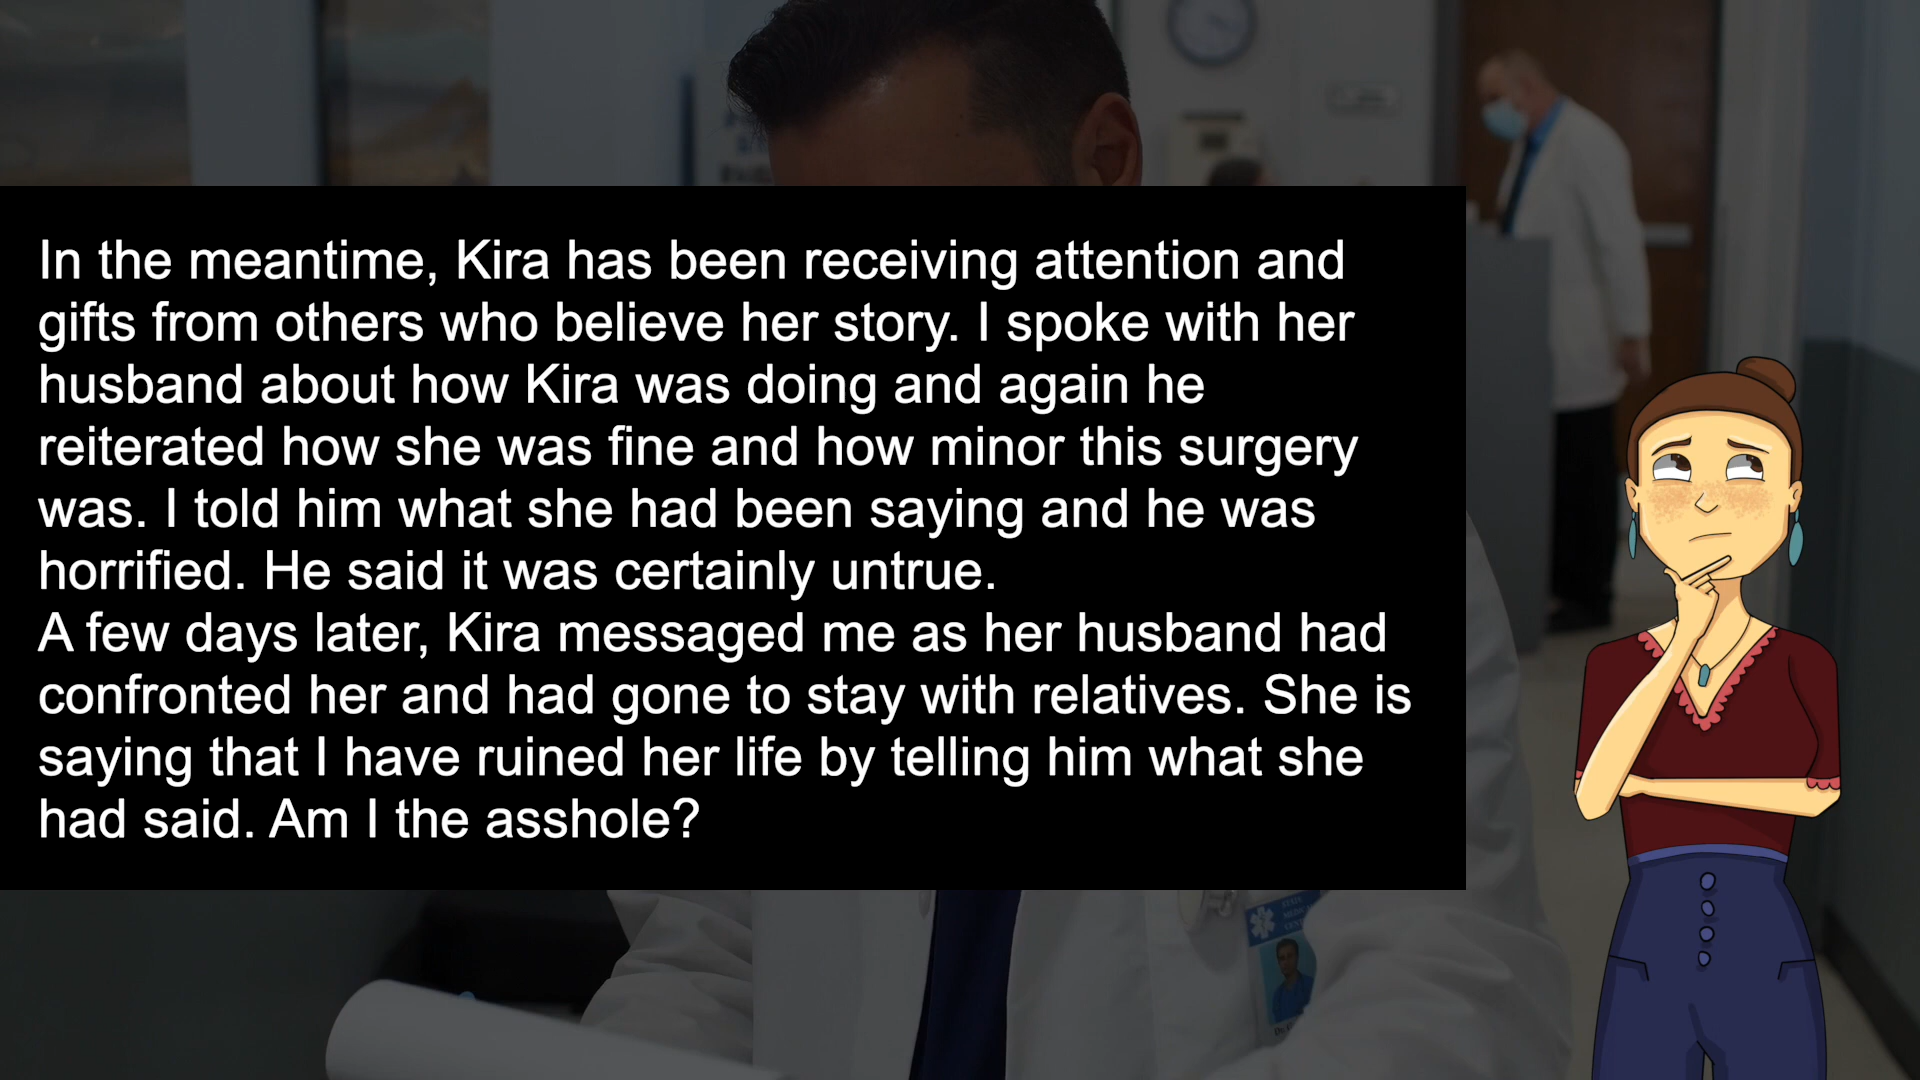 In the meantime, Kira has been receiving attention and
gifts from others who believe her story. I spoke with her
husband about how Kira was doing and again he
reiterated how she was fine and how minor this surgery
was. I told him what she had been saying and he was
horrified. He said it was certainly untrue.
A few days later, Kira messaged me as her husband had
confronted her and had gone to stay with relatives. She is
saying that I have ruined her life by telling him what she
had said. Am I the asshole?